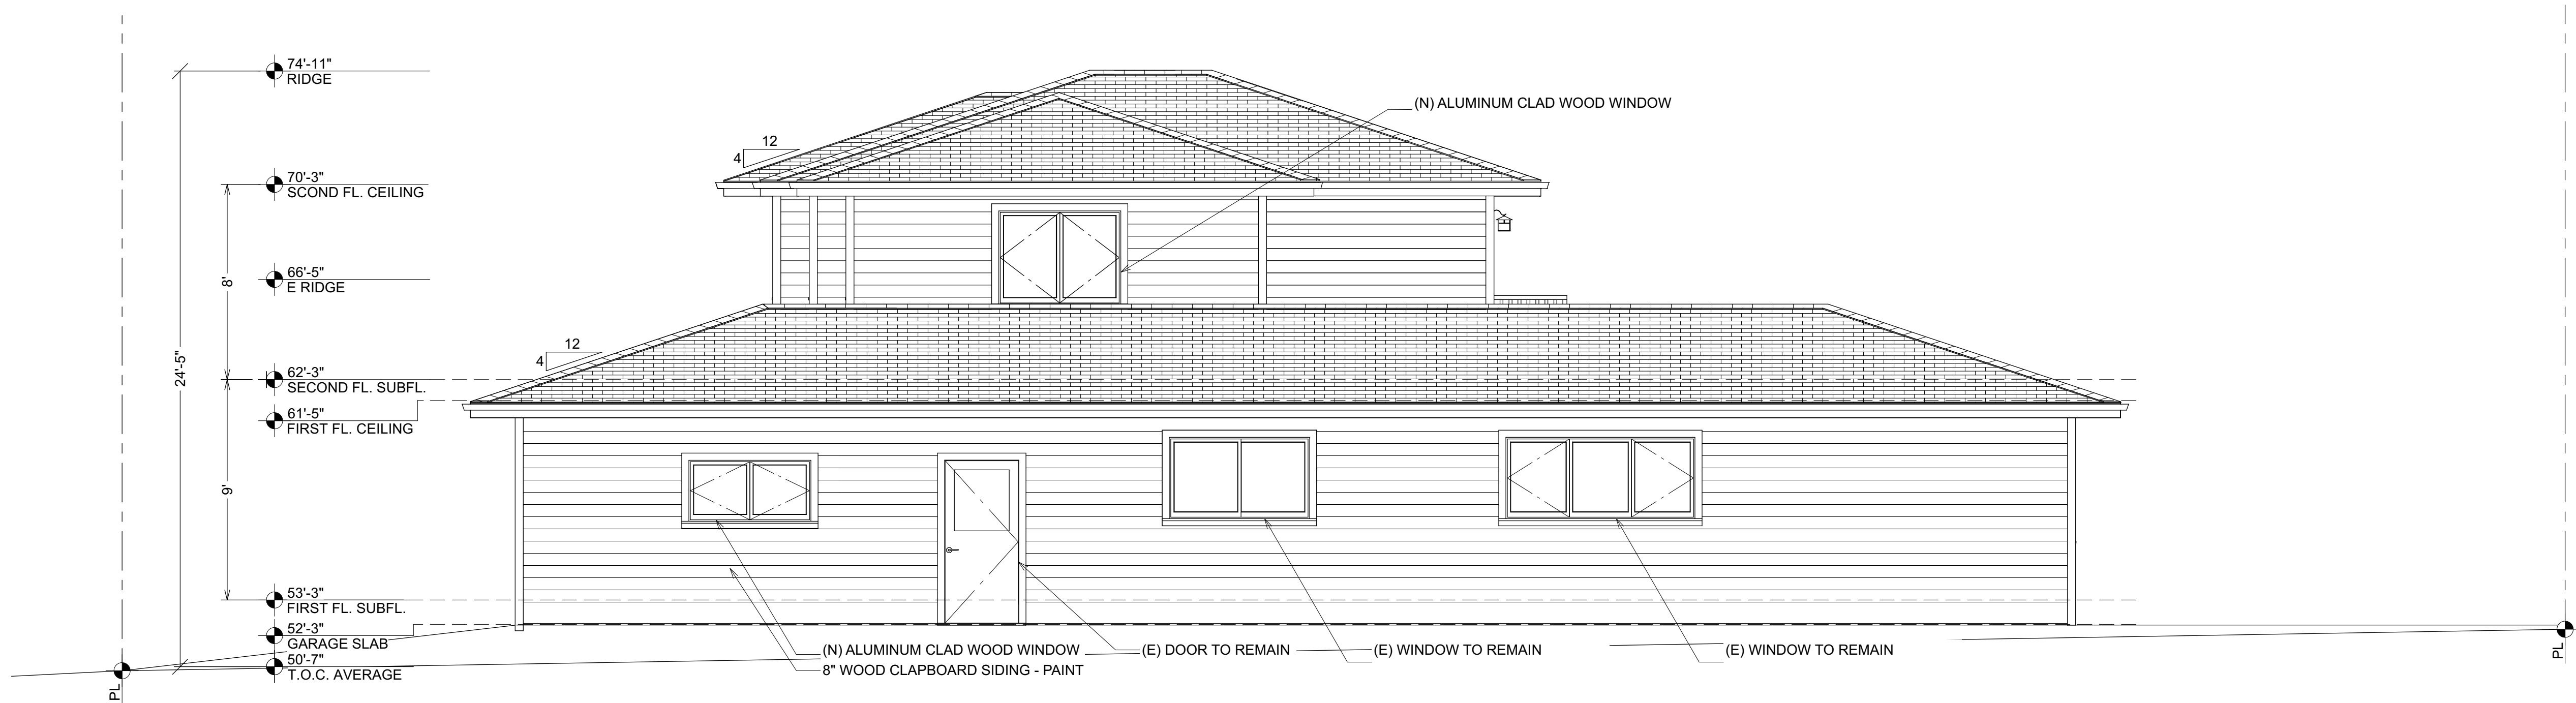 74'-11"
RIDGE
(N) ALUMINUM CLAD WOOD WINDOW
12
4
70'-3"
SCOND FL. CEILING
8'
66'-5"
E RIDGE
24'-5"
12
4
62'-3"
SECOND FL. SUBFL.
61'-5"
FIRST FL. CEILING
9'
53'-3"
FIRST FL. SUBFL.
52'-3"
GARAGE SLAB
50'-7"
T.O.C. AVERAGE
PL
(N) ALUMINUM CLAD WOOD WINDOW
8" WOOD CLAPBOARD SIDING - PAINT
(E) DOOR TO REMAIN
(E) WINDOW TO REMAIN
(E) WINDOW TO REMAIN
PL